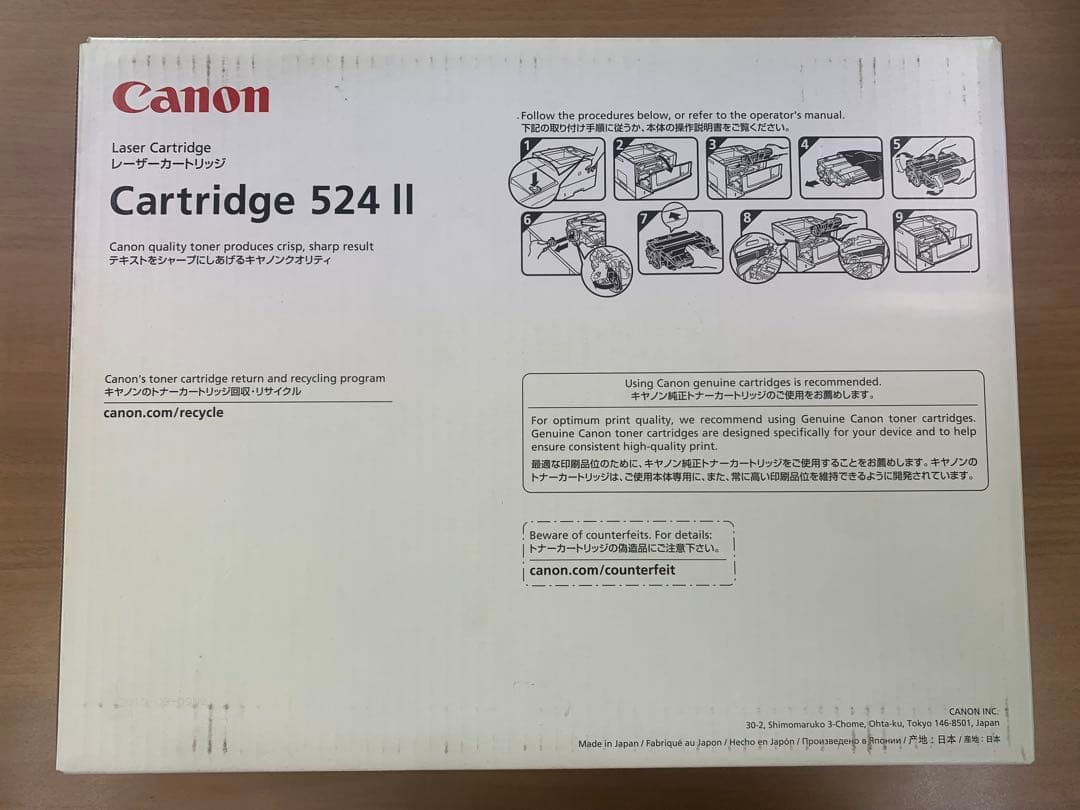 Canon
Laser Cartridge
レーザーカートリッジ
Cartridge 524 II
Canon quality toner produces crisp, sharp result
テキストをシャープにしあげるキヤノンクオリティ
Follow the procedures below, or refer to the operator's manual.
下記の取り付け手順に従うか、本体の操作説明書をご覧ください。
1 2 3 4 5
6 7 8 9
Canon's toner cartridge return and recycling program
キヤノンのトナーカートリッジ回収・リサイクル
canon.com/recycle
Using Canon genuine cartridges is recommended.
キヤノン純正トナーカートリッジのご使用をお薦めします。
For optimum print quality, we recommend using Genuine Canon toner cartridges.
Genuine Canon toner cartridges are designed specifically for your device and to help
ensure consistent high-quality print.
最適な印刷品位のために、キヤノン純正トナーカートリッジをご使用することをお薦めします。キヤノンの
トナーカートリッジは、ご使用本体専用に、また、常に高い印刷品位を維持できるように開発されています。
Beware of counterfeits. For details:
トナーカートリッジの偽造品にご注意下さい。
canon.com/counterfeit
CANON INC.
30-2, Shimomaruko 3-Chome, Ohta-ku, Tokyo 146-8501, Japan
Made in Japan / Fabriqué au Japon / Hecho en Japón / Произведено в Японии / 产地：日本 / 產地：日本